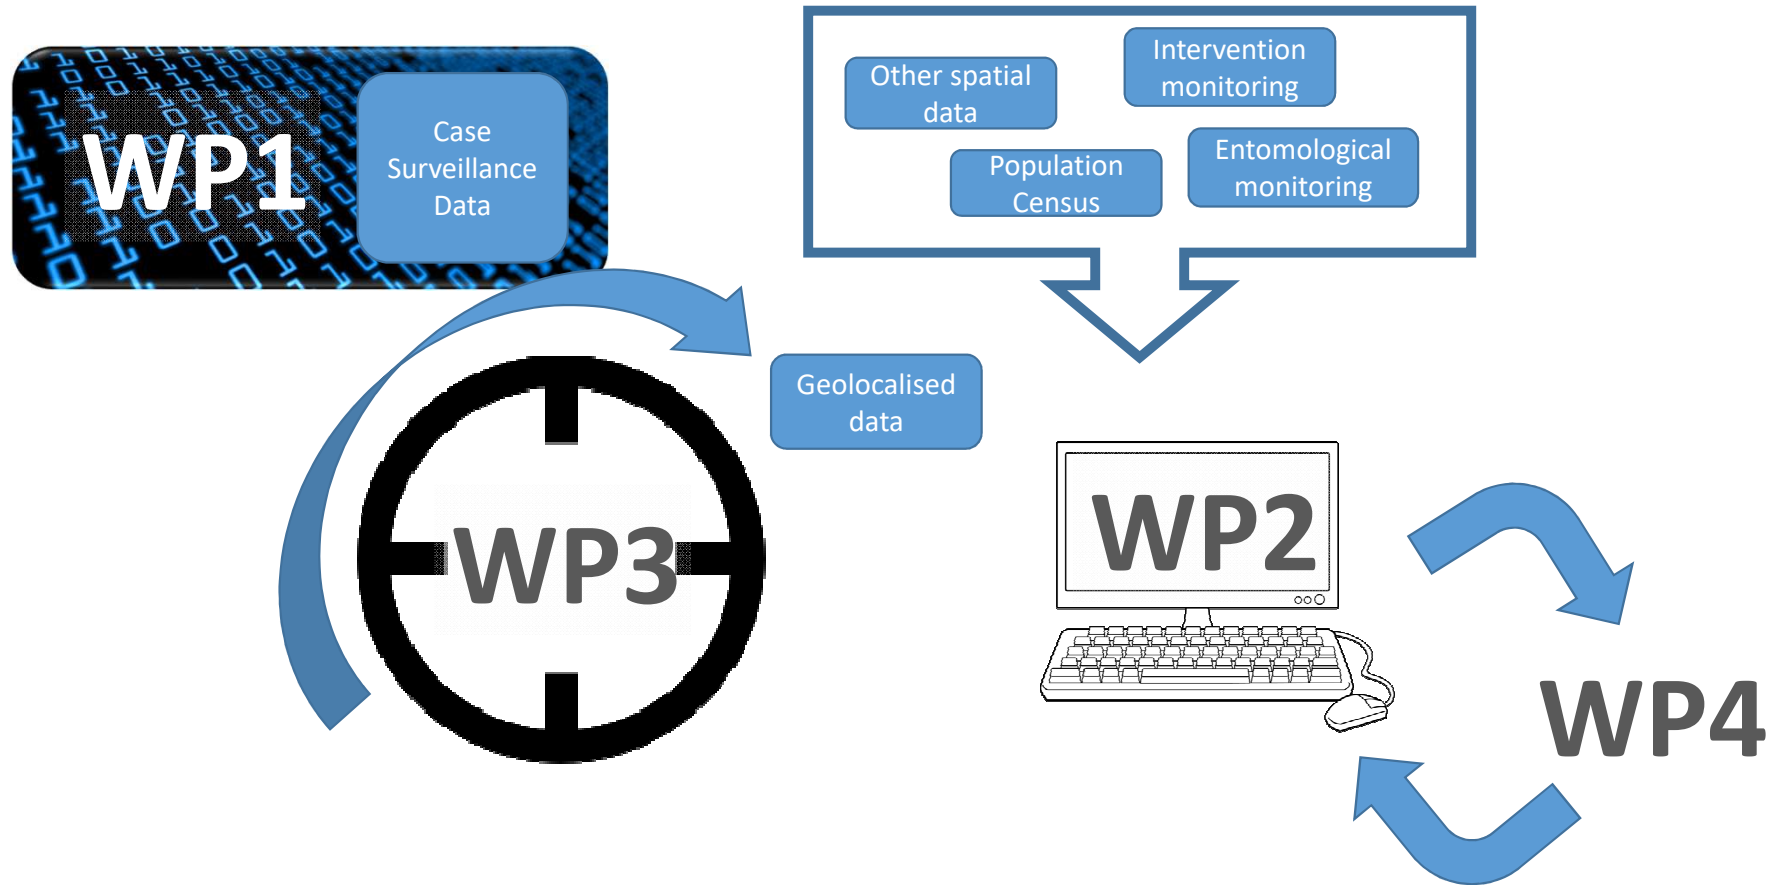 WP1
Case
Surveillance
Data
Other spatial
data
Intervention
monitoring
Population
Census
Entomological
monitoring
Geolocalised
data
WP3
WP2
WP4